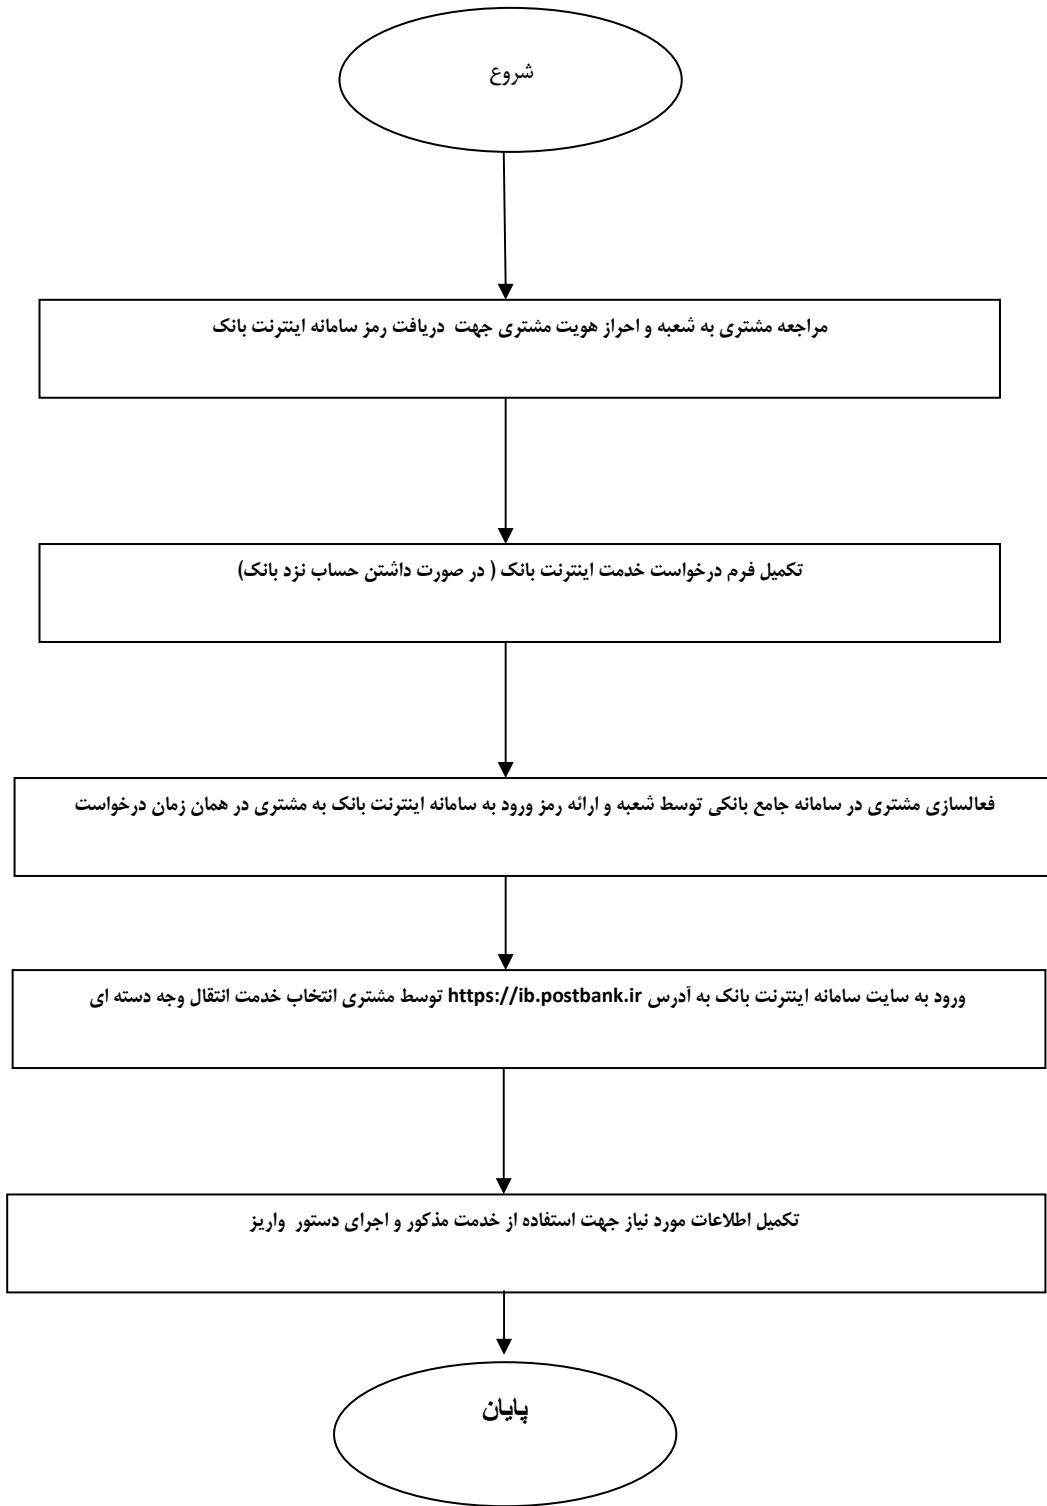 شروع
مراجعه مشتری به شعبه و احراز هویت مشتری جهت دریافت رمز سامانه اینترنت بانک
تکمیل فرم درخواست خدمت اینترنت بانک ( در صورت داشتن حساب نزد بانک)
فعالسازی مشتری در سامانه جامع بانکی توسط شعبه و ارائه رمز ورود به سامانه اینترنت بانک به مشتری در همان زمان درخواست
ورود به سایت سامانه اینترنت بانک به آدرس https://ib.postbank.ir توسط مشتری انتخاب خدمت انتقال وجه دسته ای
تکمیل اطلاعات مورد نیاز جهت استفاده از خدمت مذکور و اجرای دستور واریز
پایان